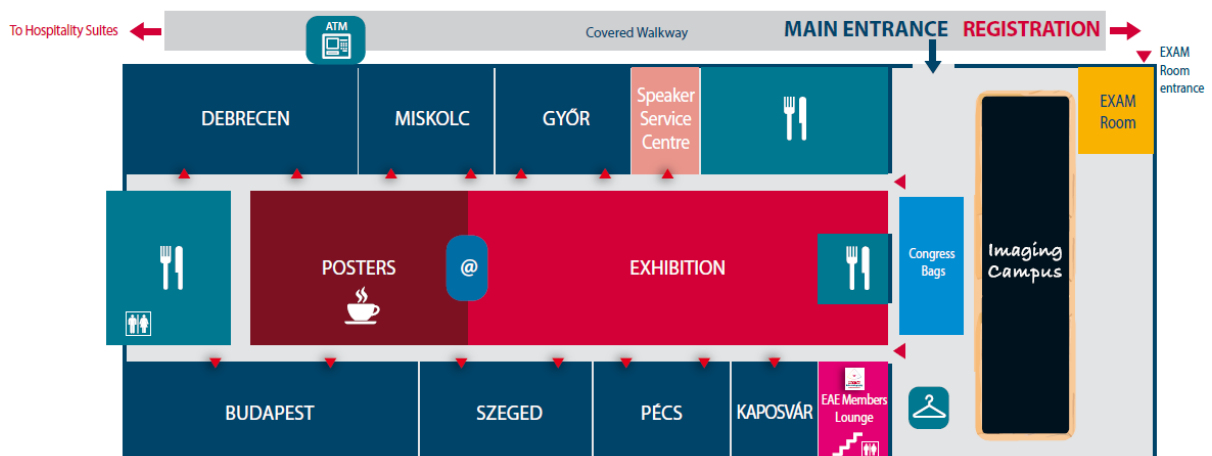 To Hospitality Suites
ATM
Covered Walkway
MAIN ENTRANCE
REGISTRATION
EXAM
Room
entrance
DEBRECEN
MISKOLC
GYŐR
Speaker
Service
Centre
EXAM
Room
POSTERS
@
EXHIBITION
Congress
Bags
Imaging
Campus
BUDAPEST
SZEGED
PÉCS
KAPOSVÁR
EAE Members
Lounge